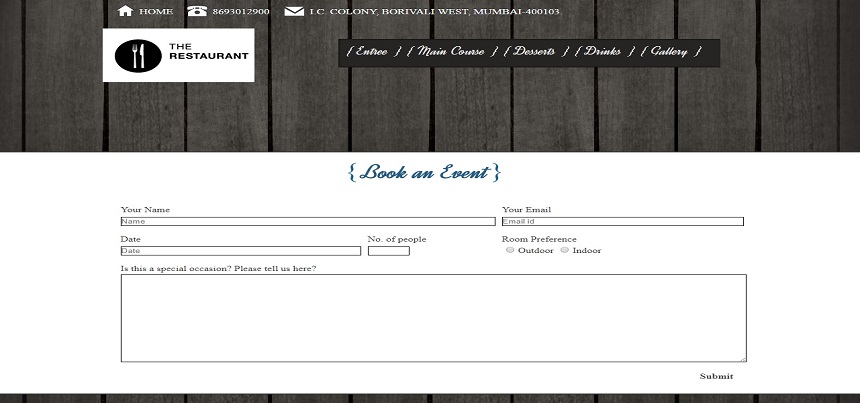 HOME 8693012900 I.C. COLONY, BORIVALI WEST, MUMBAI-400103.
THE
RESTAURANT
{ Entree } { Main Course } { Desserts } { Drinks } { Gallery }
{ Book an Event }
Your Name Your Email
Name Email id
Date No. of people Room Preference
Date Outdoor Indoor
Is this a special occasion? Please tell us here?
Submit